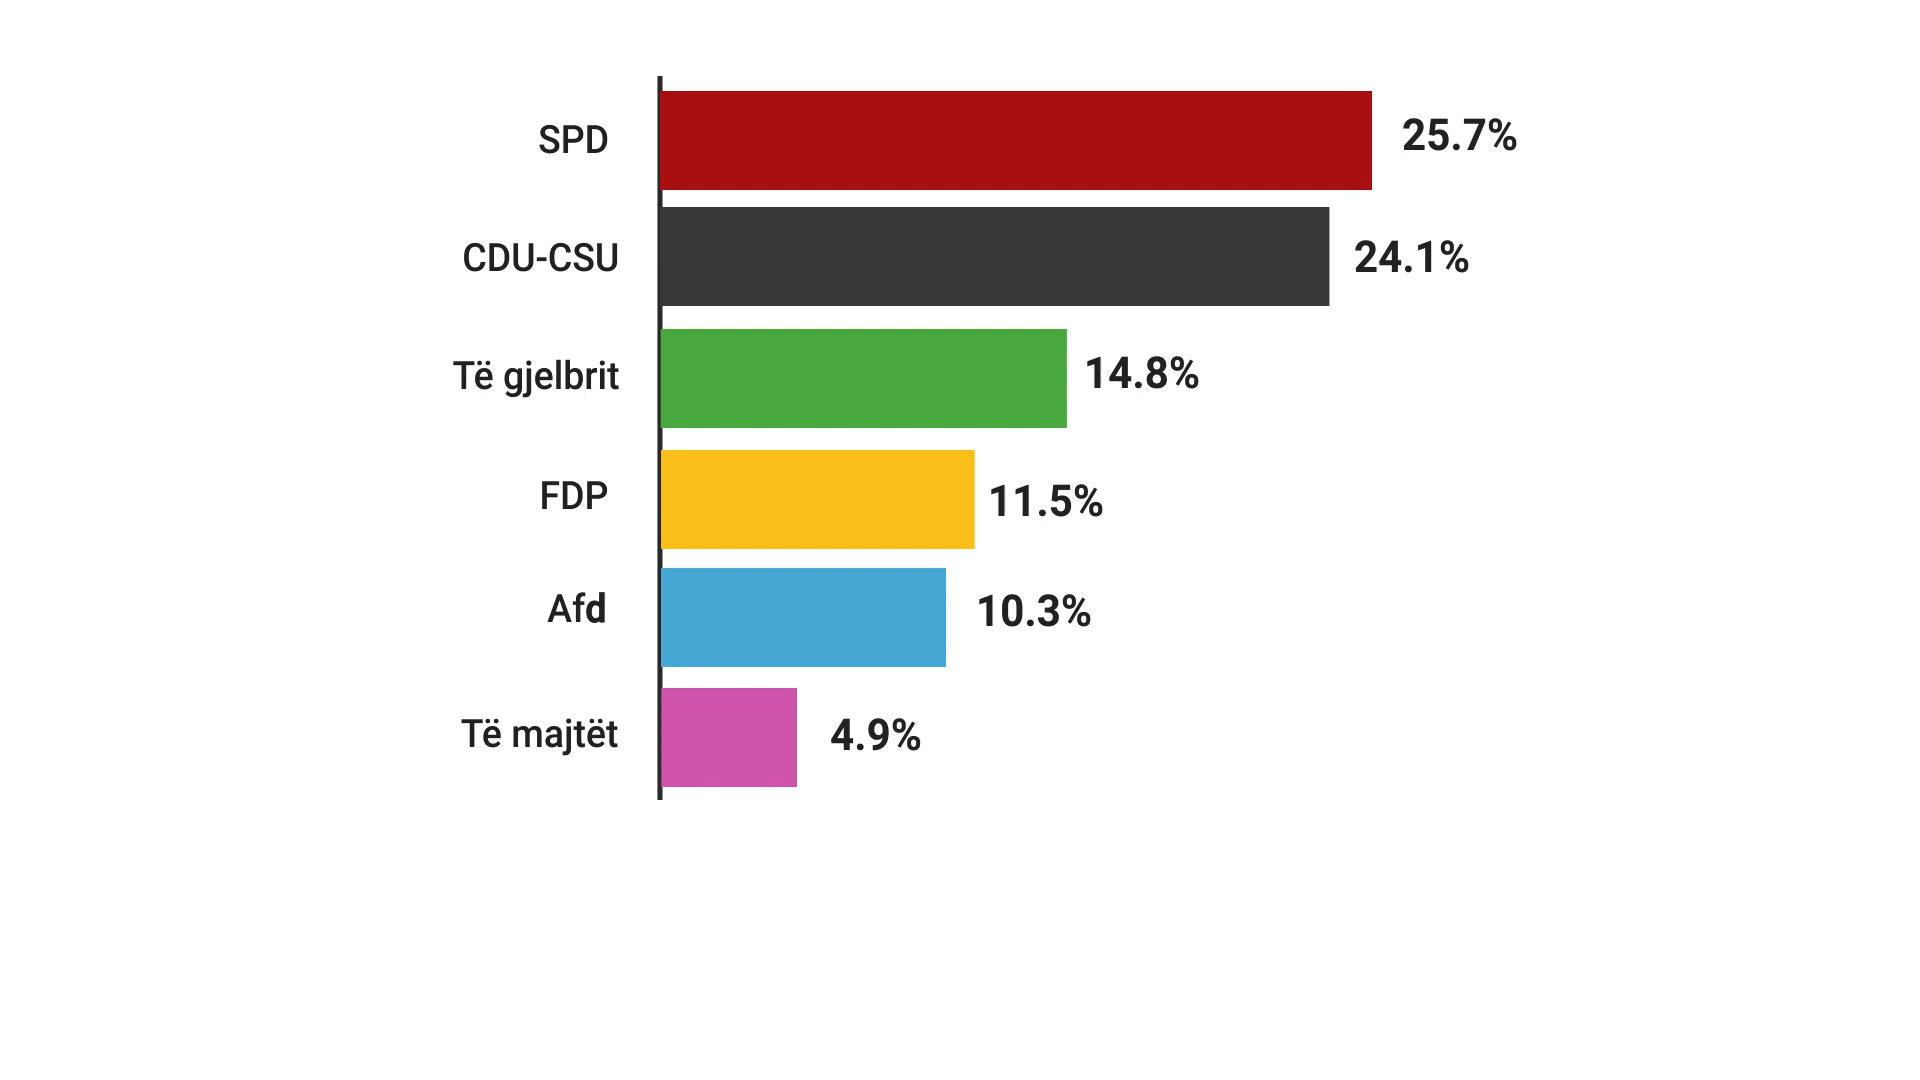 SPD 25.7%
CDU-CSU 24.1%
Të gjelbrit 14.8%
FDP 11.5%
Afd 10.3%
Të majtët 4.9%